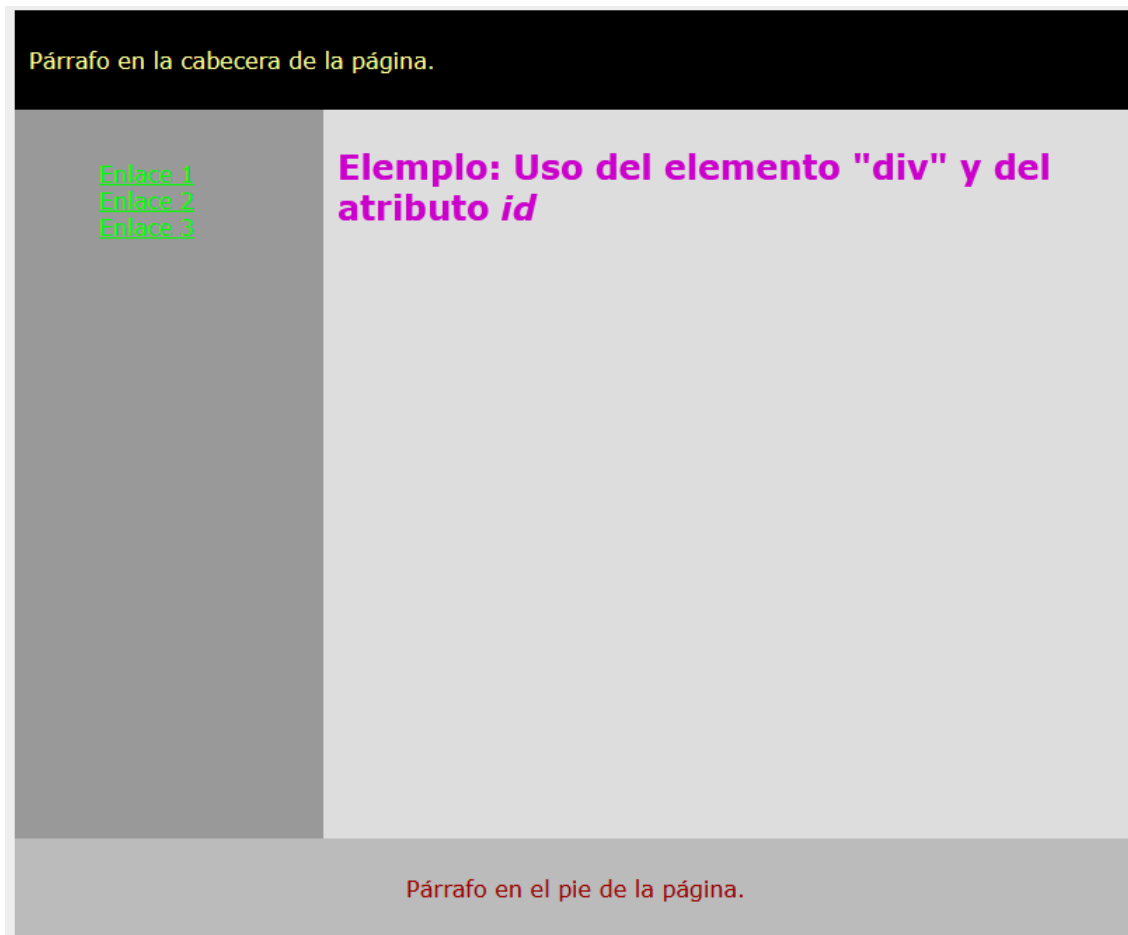 Párrafo en la cabecera de la página.
Enlace 1
Enlace 2
Enlace 3
Elemplo: Uso del elemento "div" y del
atributo id
Párrafo en el pie de la página.